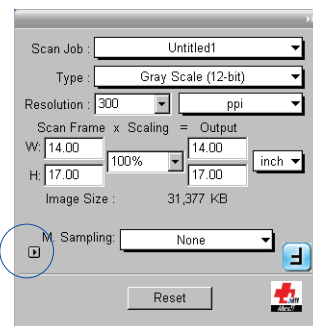 Scan Job : Untitled1
Type : Gray Scale (12-bit)
Resolution : 300 ppi
Scan Frame x Scaling = Output
W: 14.00 100% 14.00 inch
H: 17.00 17.00
Image Size : 31,377 KB
M. Sampling: None
Reset